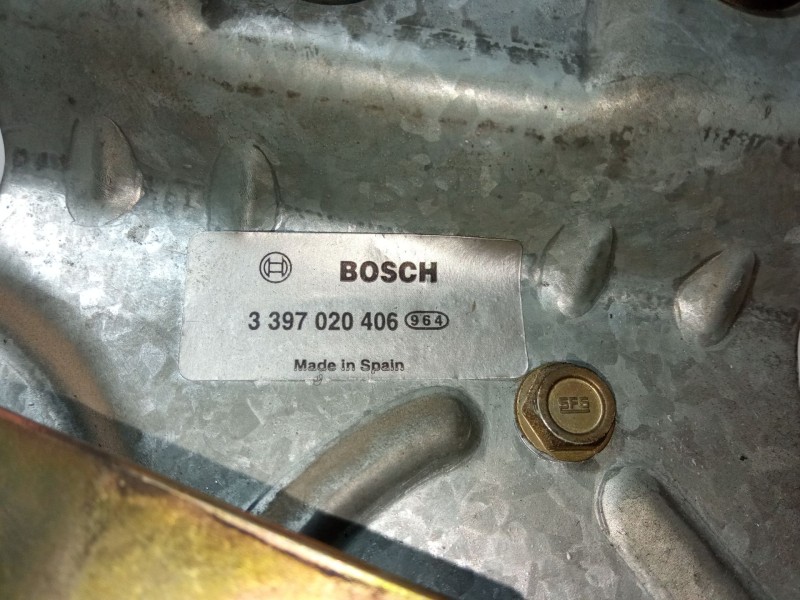 BOSCH
3 397 020 406 964
Made in Spain
SFS